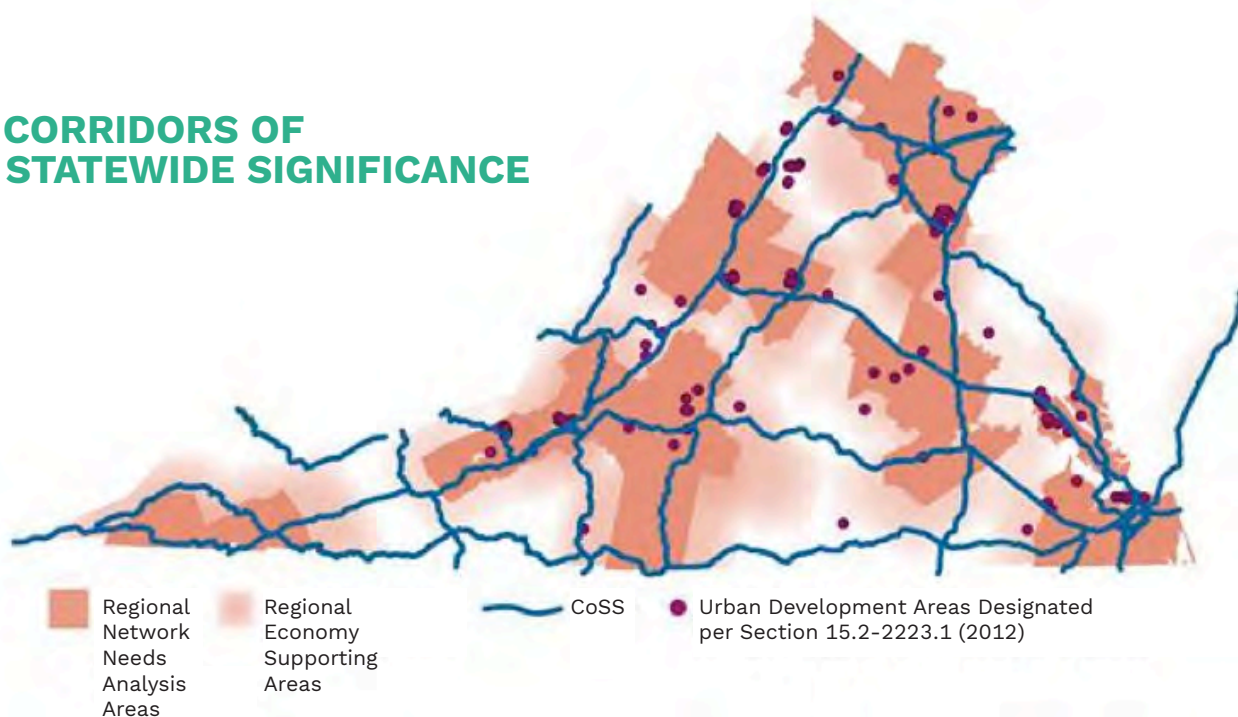 CORRIDORS OF
STATEWIDE SIGNIFICANCE
Regional
Network
Needs
Analysis
Areas
Regional
Economy
Supporting
Areas
CoSS
Urban Development Areas Designated
per Section 15.2-2223.1 (2012)